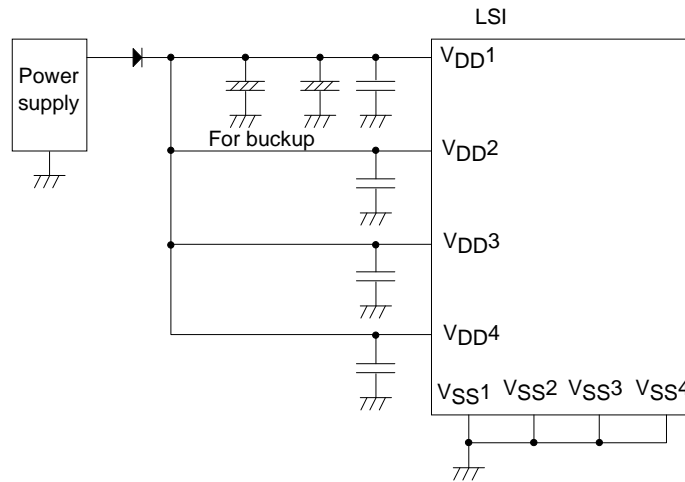 LSI
Power
supply
VDD1
For buckup
VDD2
VDD3
VDD4
VSS1 VSS2 VSS3 VSS4